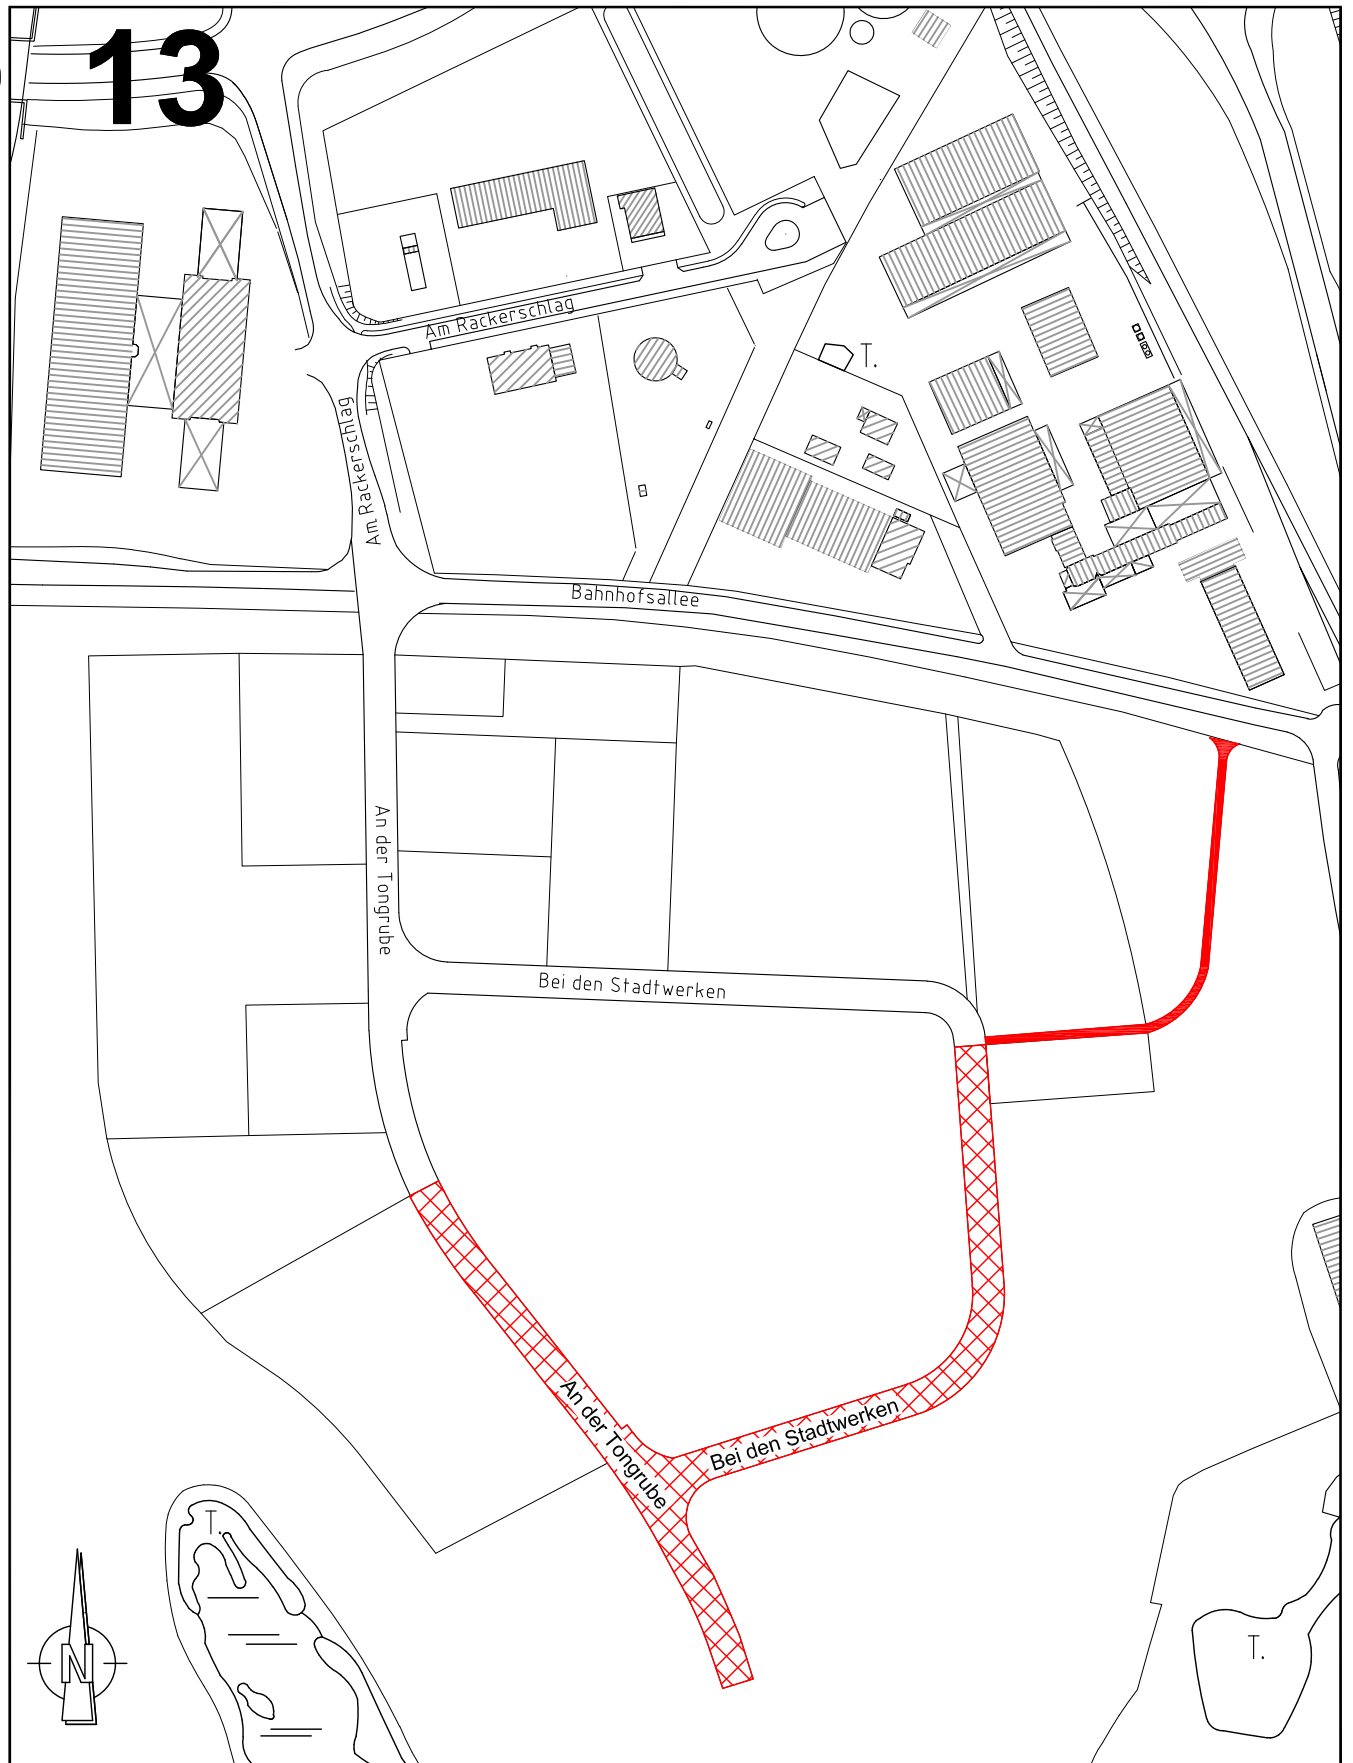 13
Am Rackerschlag
T.
Am Rackerschlag
Bahnhofsallee
An der Tongrube
Bei den Stadtwerken
An der Tongrube
Bei den Stadtwerken
T.
N
T.